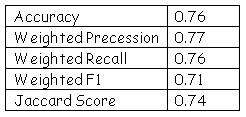 Accuracy 0.76
Weighted Precession 0.77
Weighted Recall 0.76
Weighted F1 0.71
Jaccard Score 0.74